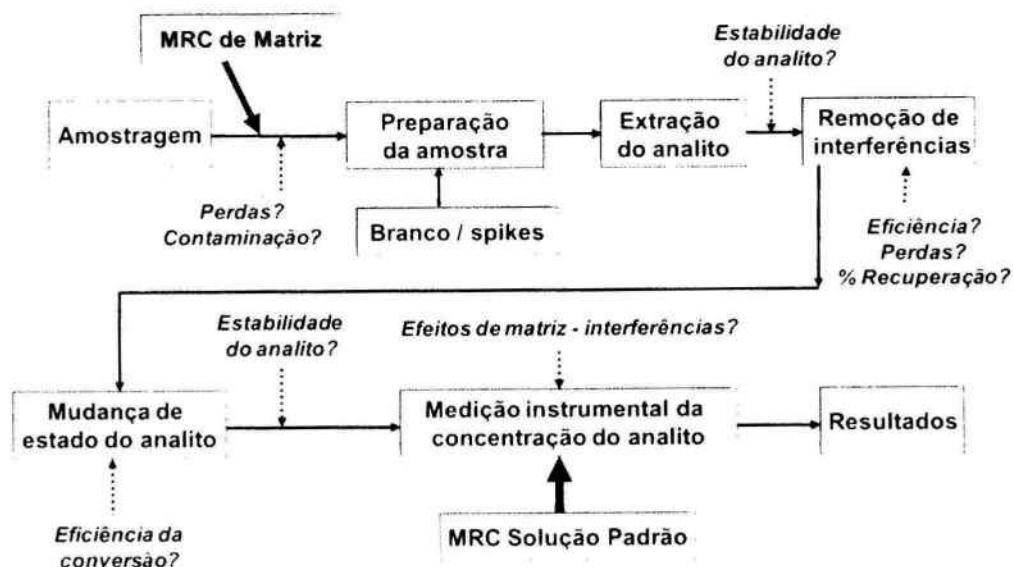 MRC de Matriz
Estabilidade
do analito?
Amostragem
Preparação
da amostra
Extração
do analito
Remoção de
interferências
Perdas?
Contaminação?
Branco / spikes
Eficiência?
Perdas?
% Recuperação?
Estabilidade
do analito?
Efeitos de matriz - interferências?
Mudança de
estado do analito
Medição instrumental da
concentração do analito
Resultados
Eficiência da
conversão?
MRC Solução Padrão